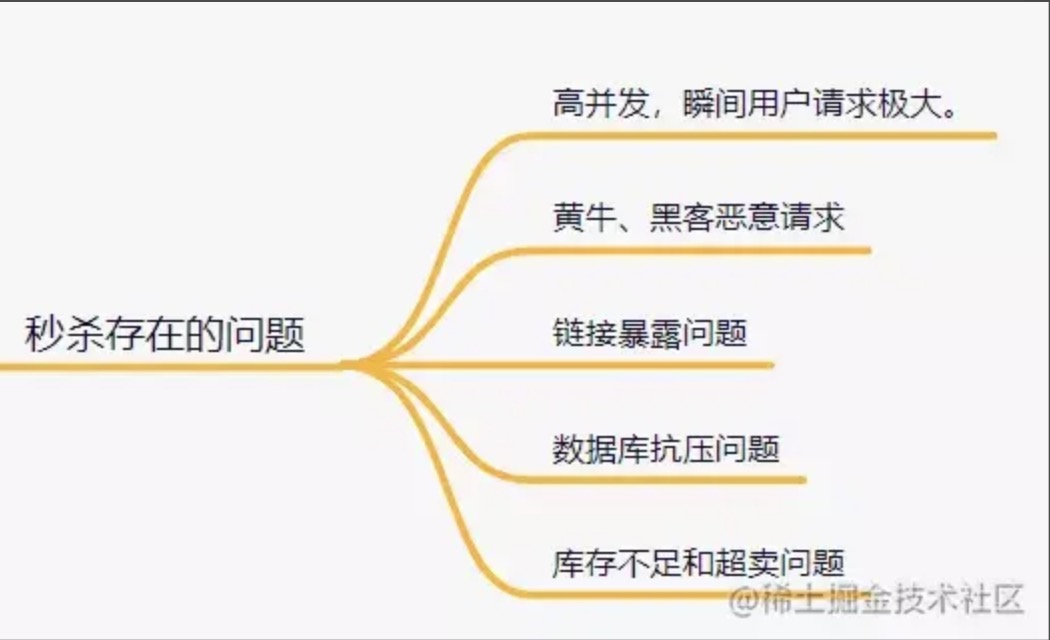 高并发，瞬间用户请求极大。
黄牛、黑客恶意请求
秒杀存在的问题
链接暴露问题
数据库抗压问题
库存不足和超卖问题
@稀土掘金技术社区